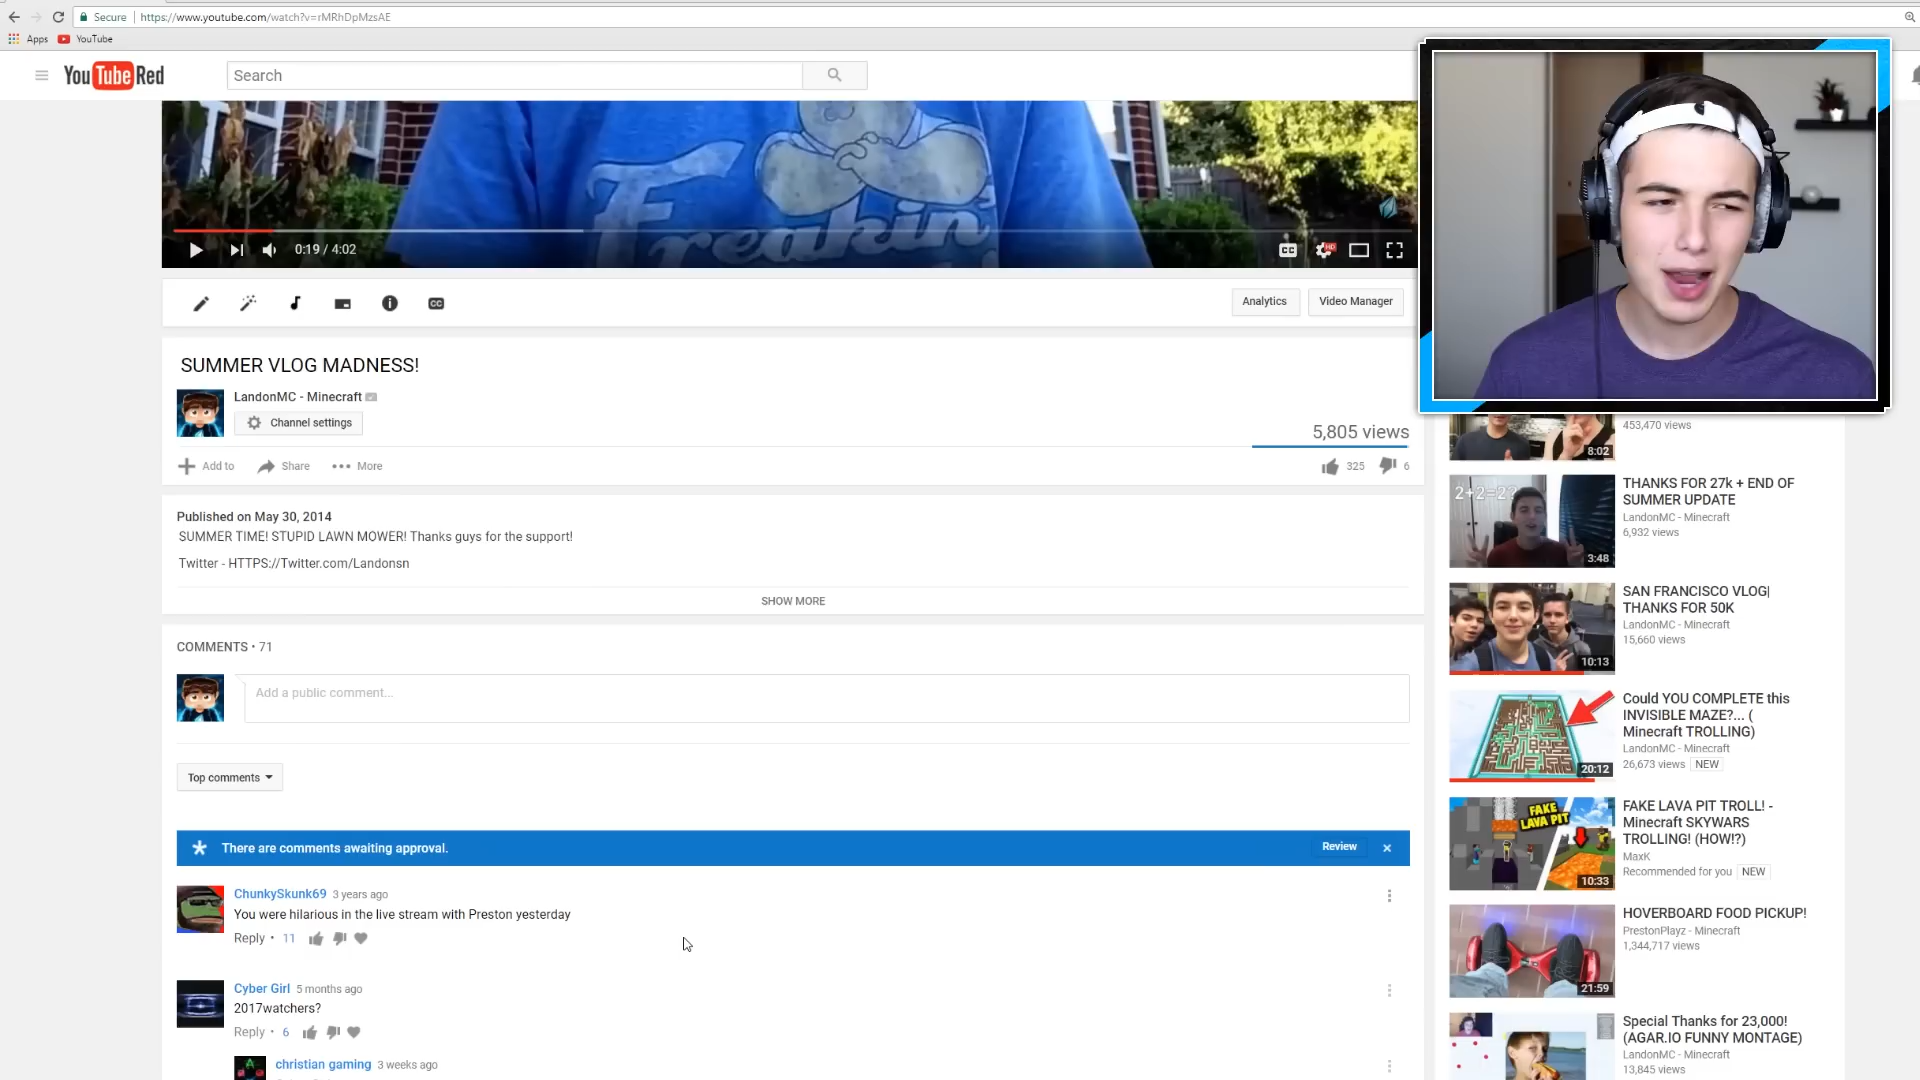 Secure
https://www.youtube.com/watch?v=rMRhDpMzsAE
Apps
YouTube
YouTube Red
Search
Freakin'
0:19 / 4:02
CC
HD
CC
Analytics
Video Manager
SUMMER VLOG MADNESS!
LandonMC - Minecraft
Channel settings
5,805 views
Add to
Share
More
325
6
Published on May 30, 2014
SUMMER TIME! STUPID LAWN MOWER! Thanks guys for the support!
Twitter - HTTPS://Twitter.com/Landonsn
SHOW MORE
COMMENTS • 71
Add a public comment...
Top comments
There are comments awaiting approval.
Review
ChunkySkunk69 3 years ago
You were hilarious in the live stream with Preston yesterday
Reply • 11
Cyber Girl 5 months ago
2017watchers?
Reply • 6
christian gaming 3 weeks ago
453,470 views
8:02
2+2=2?
3:48
THANKS FOR 27k + END OF
SUMMER UPDATE
LandonMC - Minecraft
6,932 views
10:13
SAN FRANCISCO VLOG|
THANKS FOR 50K
LandonMC - Minecraft
15,660 views
20:12
Could YOU COMPLETE this
INVISIBLE MAZE?... (
Minecraft TROLLING)
LandonMC - Minecraft
26,673 views NEW
FAKE
LAVA PIT
10:33
FAKE LAVA PIT TROLL! -
Minecraft SKYWARS
TROLLING! (HOW!?)
MaxK
Recommended for you NEW
21:59
HOVERBOARD FOOD PICKUP!
PrestonPlayz - Minecraft
1,344,717 views
Special Thanks for 23,000!
(AGAR.IO FUNNY MONTAGE)
LandonMC - Minecraft
13,845 views